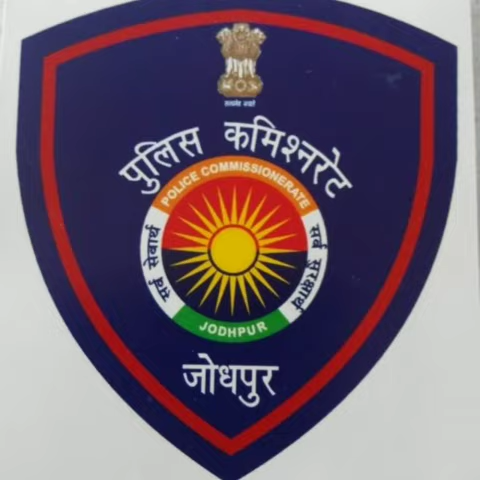 सत्यमेव जयते
पुलिस कमिश्नरेट
POLICE COMMISSIONERATE
सर्व सेवार्थ
सर्व सुरक्षार्थ
JODHPUR
जोधपुर